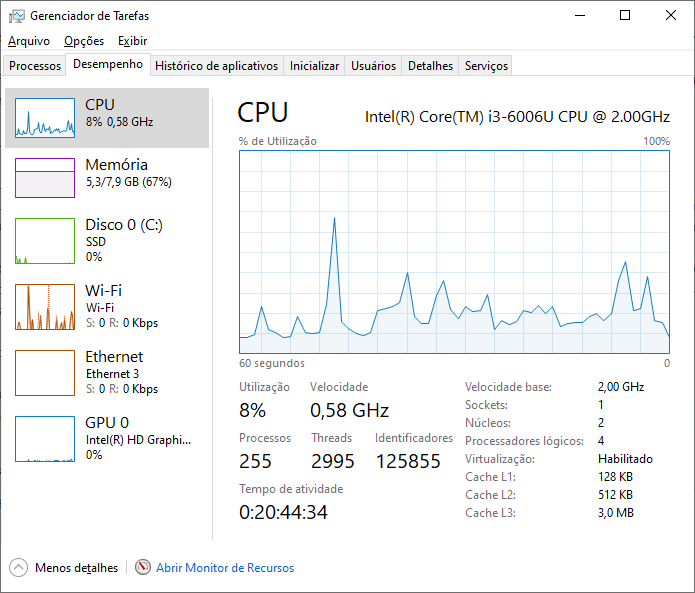 Gerenciador de Tarefas
Arquivo Opções Exibir
Processos Desempenho Histórico de aplicativos Inicializar Usuários Detalhes Serviços
CPU
8% 0,58 GHz
Memória
5,3/7,9 GB (67%)
Disco 0 (C:)
SSD
0%
Wi-Fi
Wi-Fi
S: 0 R: 0 Kbps
Ethernet
Ethernet 3
S: 0 R: 0 Kbps
GPU 0
Intel(R) HD Graphi...
0%
CPU Intel(R) Core(TM) i3-6006U CPU @ 2.00GHz
% de Utilização 100%
60 segundos 0
Utilização Velocidade
8% 0,58 GHz
Processos Threads Identificadores
255 2995 125855
Tempo de atividade
0:20:44:34
Velocidade base: 2,00 GHz
Sockets: 1
Núcleos: 2
Processadores lógicos: 4
Virtualização: Habilitado
Cache L1: 128 KB
Cache L2: 512 KB
Cache L3: 3,0 MB
Menos detalhes Abrir Monitor de Recursos